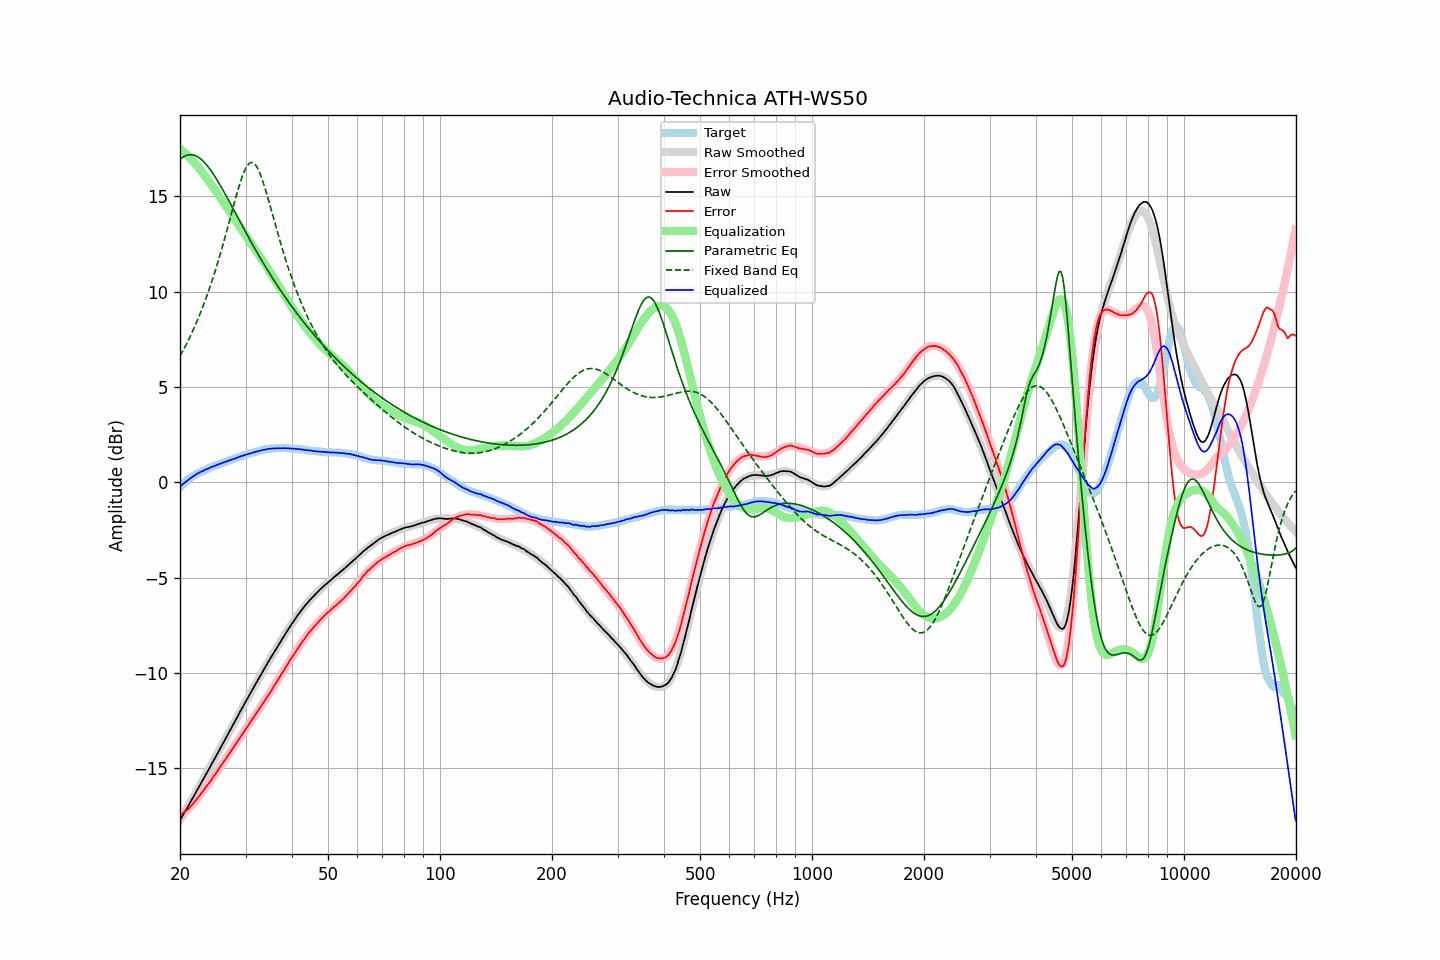 Audio-Technica ATH-WS50
Target
Raw Smoothed
Error Smoothed
Raw
Error
Equalization
Parametric Eq
Fixed Band Eq
Equalized
Amplitude (dBr)
15
10
5
0
−5
−10
−15
20
50
100
200
500
1000
2000
5000
10000
20000
Frequency (Hz)